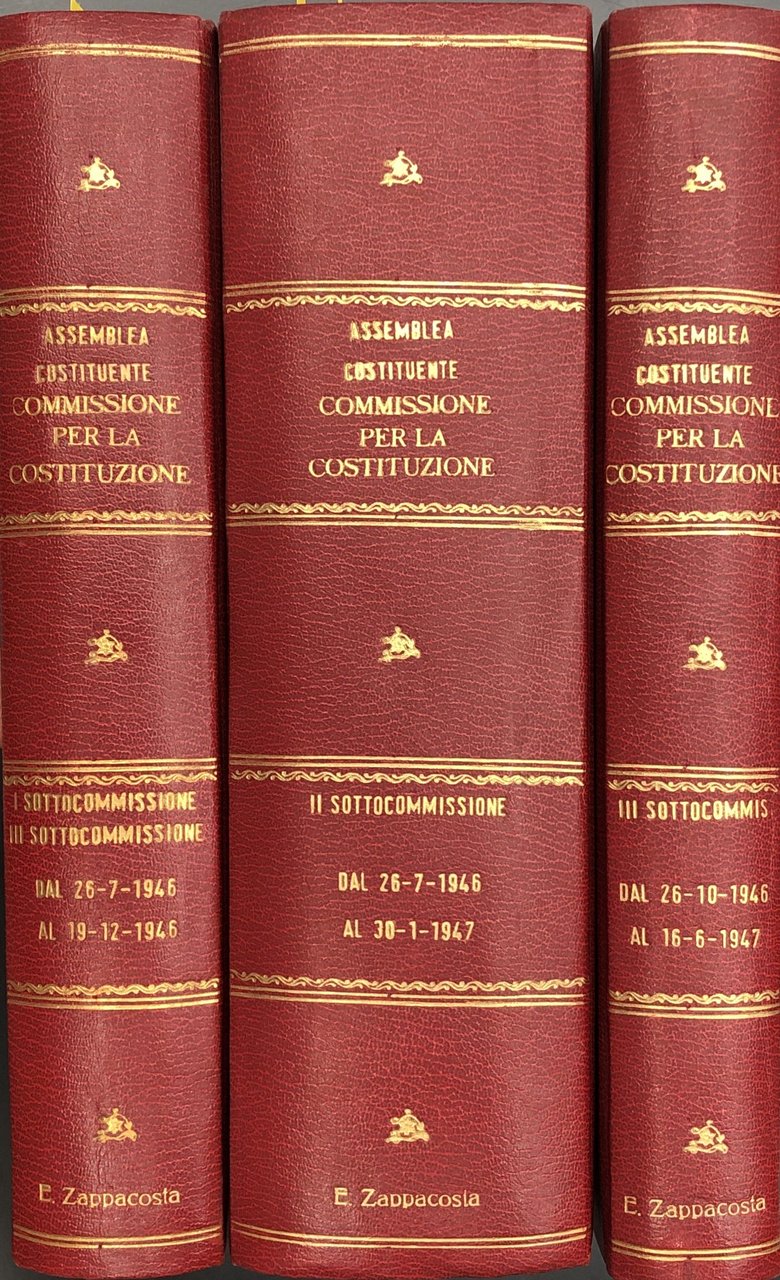 ASSEMBLEA
COSTITUENTE
COMMISSIONE
PER LA
COSTITUZIONE
I SOTTOCOMMISSIONE
III SOTTOCOMMISSIONE
DAL 26-7-1946
AL 19-12-1946
E. Zappacosta
ASSEMBLEA
COSTITUENTE
COMMISSIONE
PER LA
COSTITUZIONE
II SOTTOCOMMISSIONE
DAL 26-7-1946
AL 30-1-1947
E. Zappacosta
ASSEMBLEA
COSTITUENTE
COMMISSIONE
PER LA
COSTITUZIONE
III SOTTOCOMMIS
DAL 26-10-1946
AL 16-6-1947
E. Zappacosta